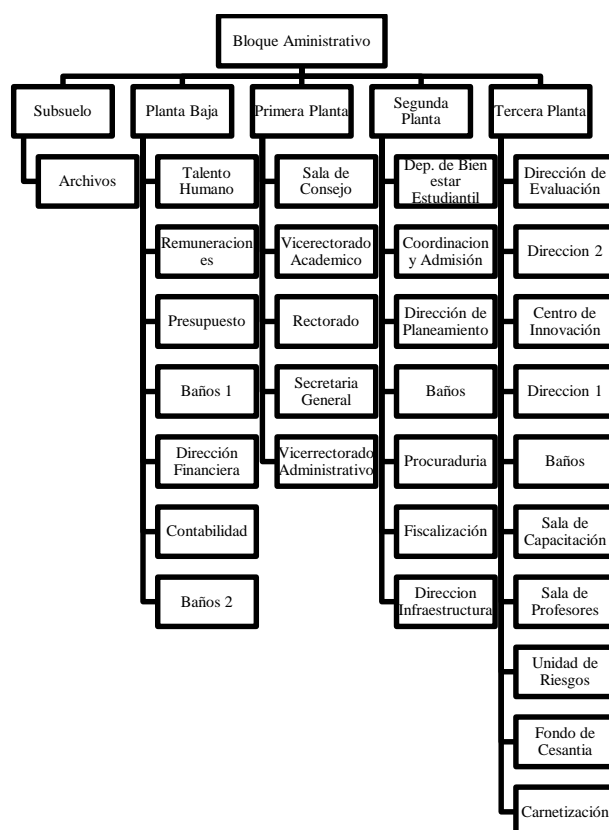 Bloque Aministrativo
Subsuelo
Archivos
Planta Baja
Talento
Humano
Remuneracion
es
Presupuesto
Baños 1
Dirección
Financiera
Contabilidad
Baños 2
Primera Planta
Sala de
Consejo
Vicerectorado
Academico
Rectorado
Secretaria
General
Vicerrectorado
Administrativo
Segunda
Planta
Dep. de Bien
estar
Estudiantil
Coordinacion
y Admisión
Dirección de
Planeamiento
Baños
Procuraduria
Fiscalización
Direccion
Infraestructura
Tercera Planta
Dirección de
Evaluación
Direccion 2
Centro de
Innovación
Direccion 1
Baños
Sala de
Capacitación
Sala de
Profesores
Unidad de
Riesgos
Fondo de
Cesantia
Carnetización